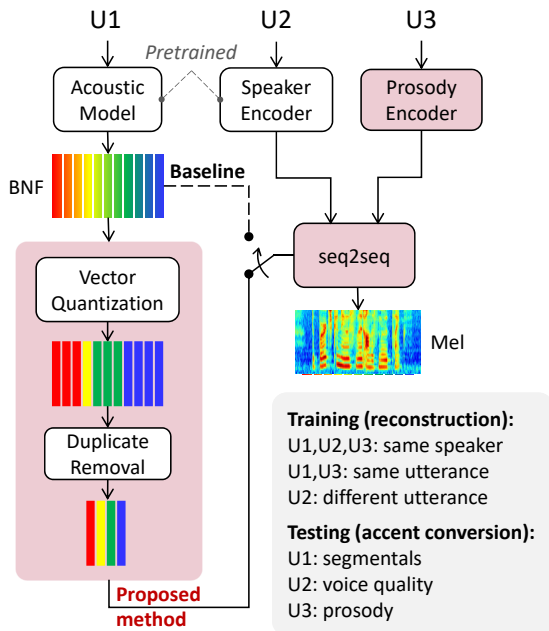 U1
U2
U3
Pretrained
Acoustic
Model
Speaker
Encoder
Prosody
Encoder
BNF
Baseline
Vector
Quantization
seq2seq
Mel
Duplicate
Removal
Proposed
method
Training (reconstruction):
U1,U2,U3: same speaker
U1,U3: same utterance
U2: different utterance
Testing (accent conversion):
U1: segmentals
U2: voice quality
U3: prosody